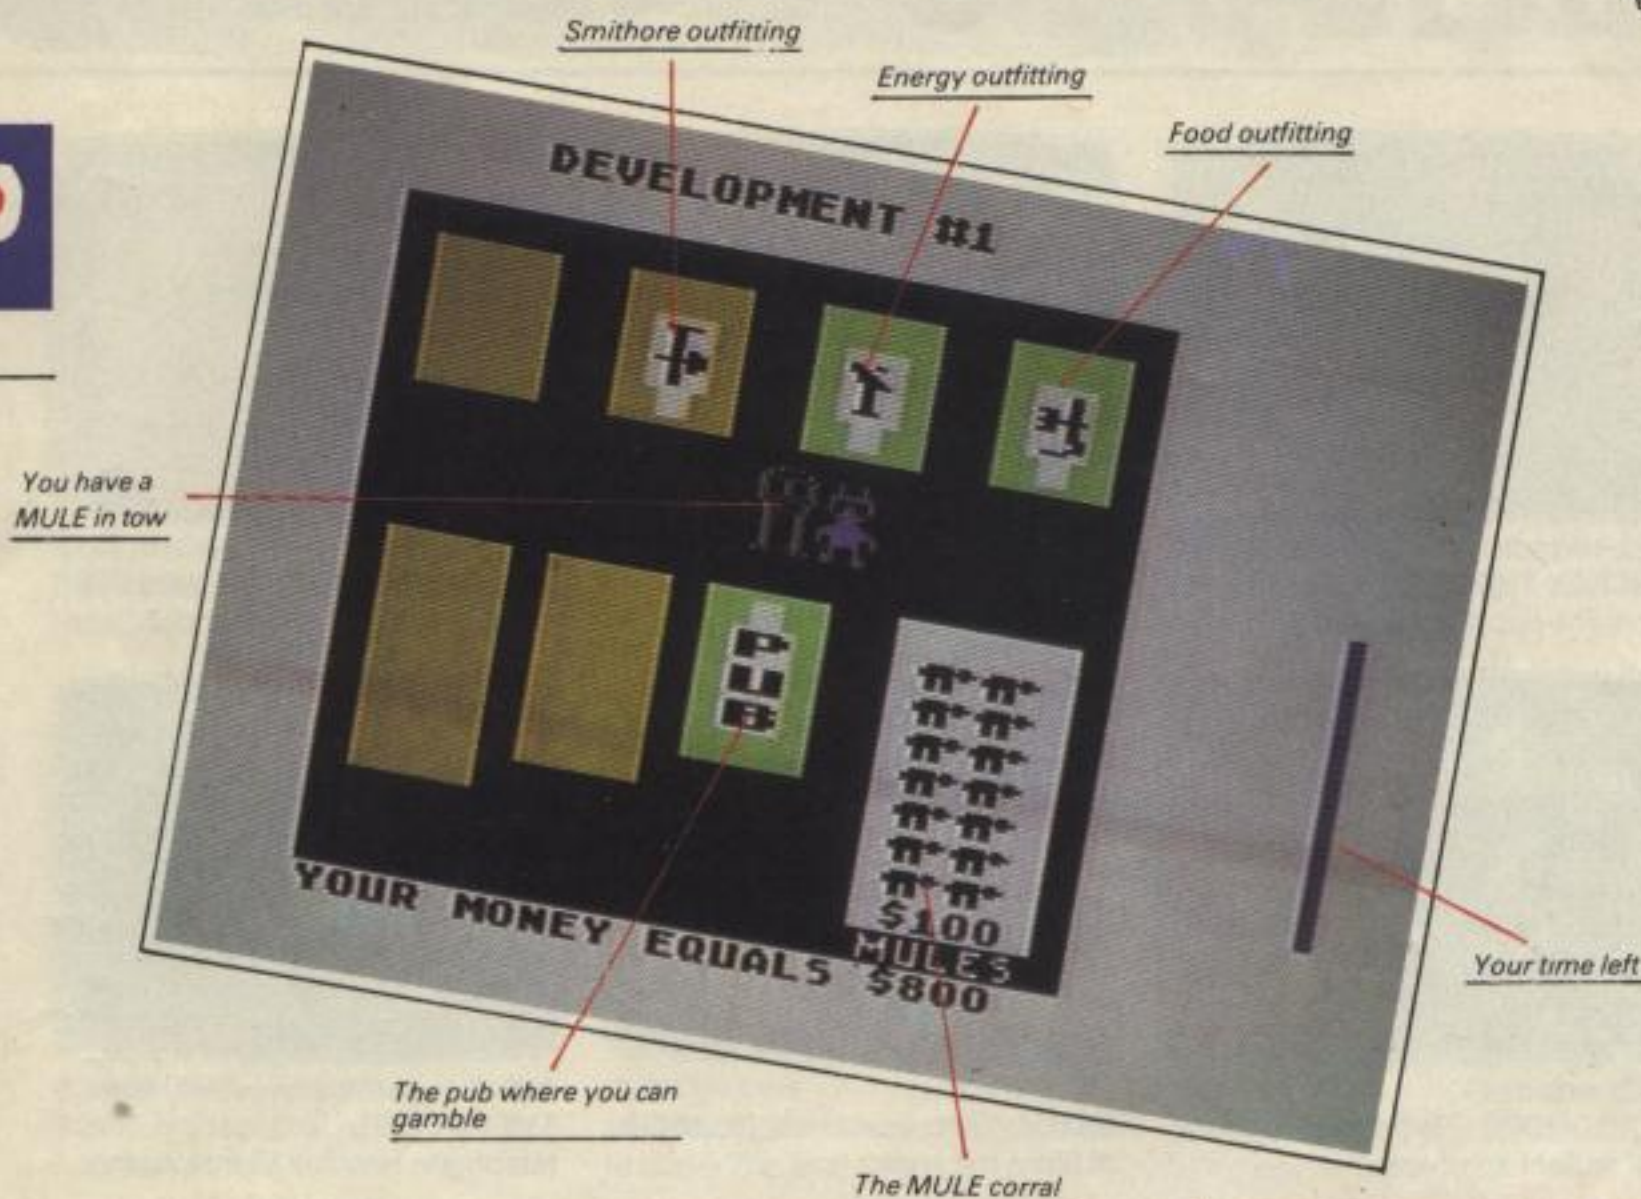 Smithore outfitting
Energy outfitting
Food outfitting
DEVELOPMENT #1
You have a
MULE in tow
PUB
$100
MULES
YOUR MONEY EQUALS $800
Your time left
The pub where you can
gamble
The MULE corral